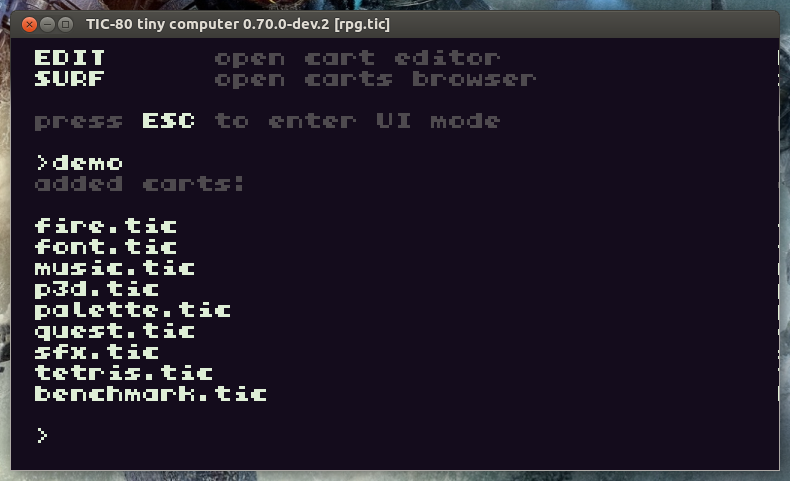 TIC-80 tiny computer 0.70.0-dev.2 [rpg.tic]
EDIT open cart editor
SURF open carts browser
press ESC to enter UI mode
>demo
added carts:
fire.tic
font.tic
music.tic
p3d.tic
palette.tic
quest.tic
sfx.tic
tetris.tic
benchmark.tic
>